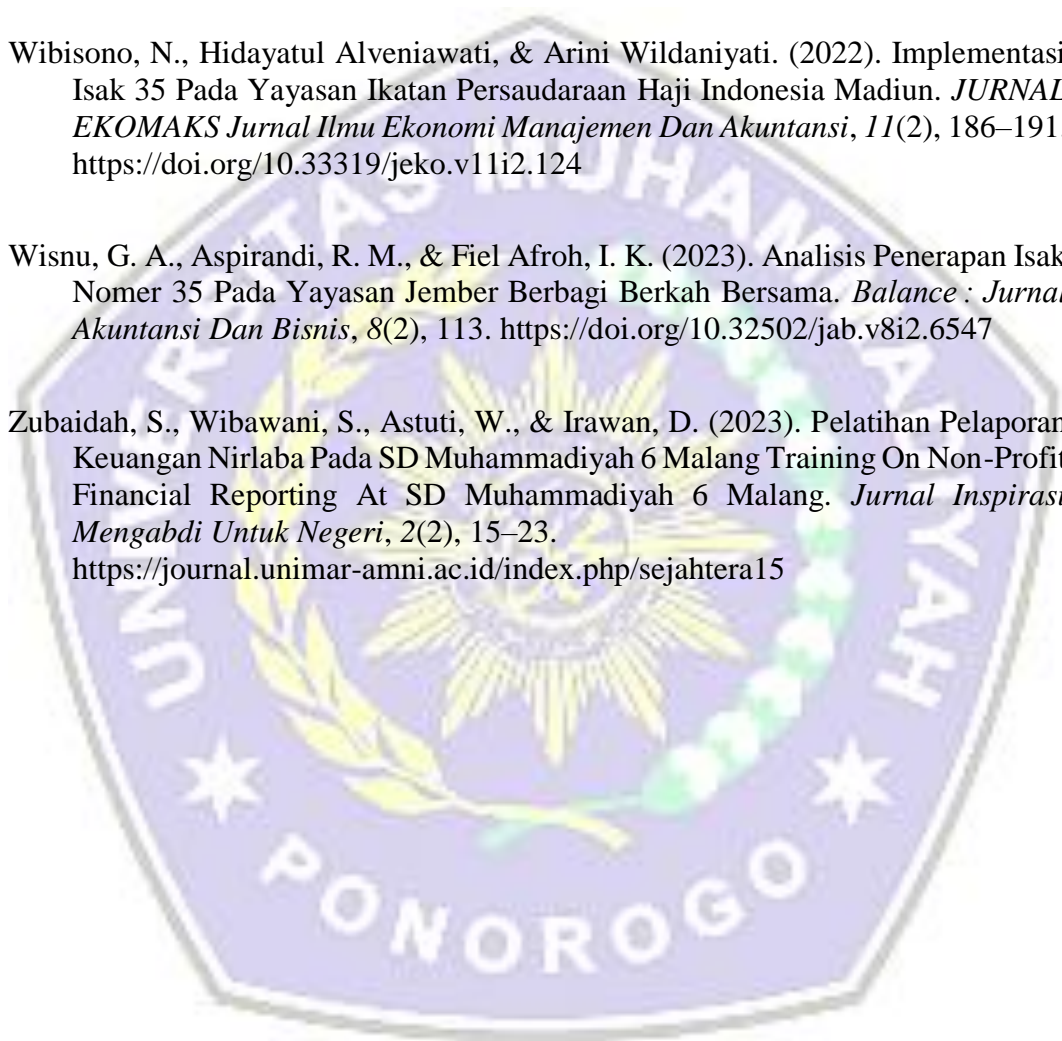 Wibisono, N., Hidayatul Alveniawati, & Arini Wildaniyati. (2022). Implementasi
Isak 35 Pada Yayasan Ikatan Persaudaraan Haji Indonesia Madiun. JURNAL
EKOMAKS Jurnal Ilmu Ekonomi Manajemen Dan Akuntansi, 11(2), 186–191.
https://doi.org/10.33319/jeko.v11i2.124
Wisnu, G. A., Aspirandi, R. M., & Fiel Afroh, I. K. (2023). Analisis Penerapan Isak
Nomer 35 Pada Yayasan Jember Berbagi Berkah Bersama. Balance : Jurnal
Akuntansi Dan Bisnis, 8(2), 113. https://doi.org/10.32502/jab.v8i2.6547
Zubaidah, S., Wibawani, S., Astuti, W., & Irawan, D. (2023). Pelatihan Pelaporan
Keuangan Nirlaba Pada SD Muhammadiyah 6 Malang Training On Non-Profit
Financial Reporting At SD Muhammadiyah 6 Malang. Jurnal Inspirasi
Mengabdi Untuk Negeri, 2(2), 15–23.
https://journal.unimar-amni.ac.id/index.php/sejahtera15
UNIVERSITAS MUHAMMADIYAH
PONOROGO